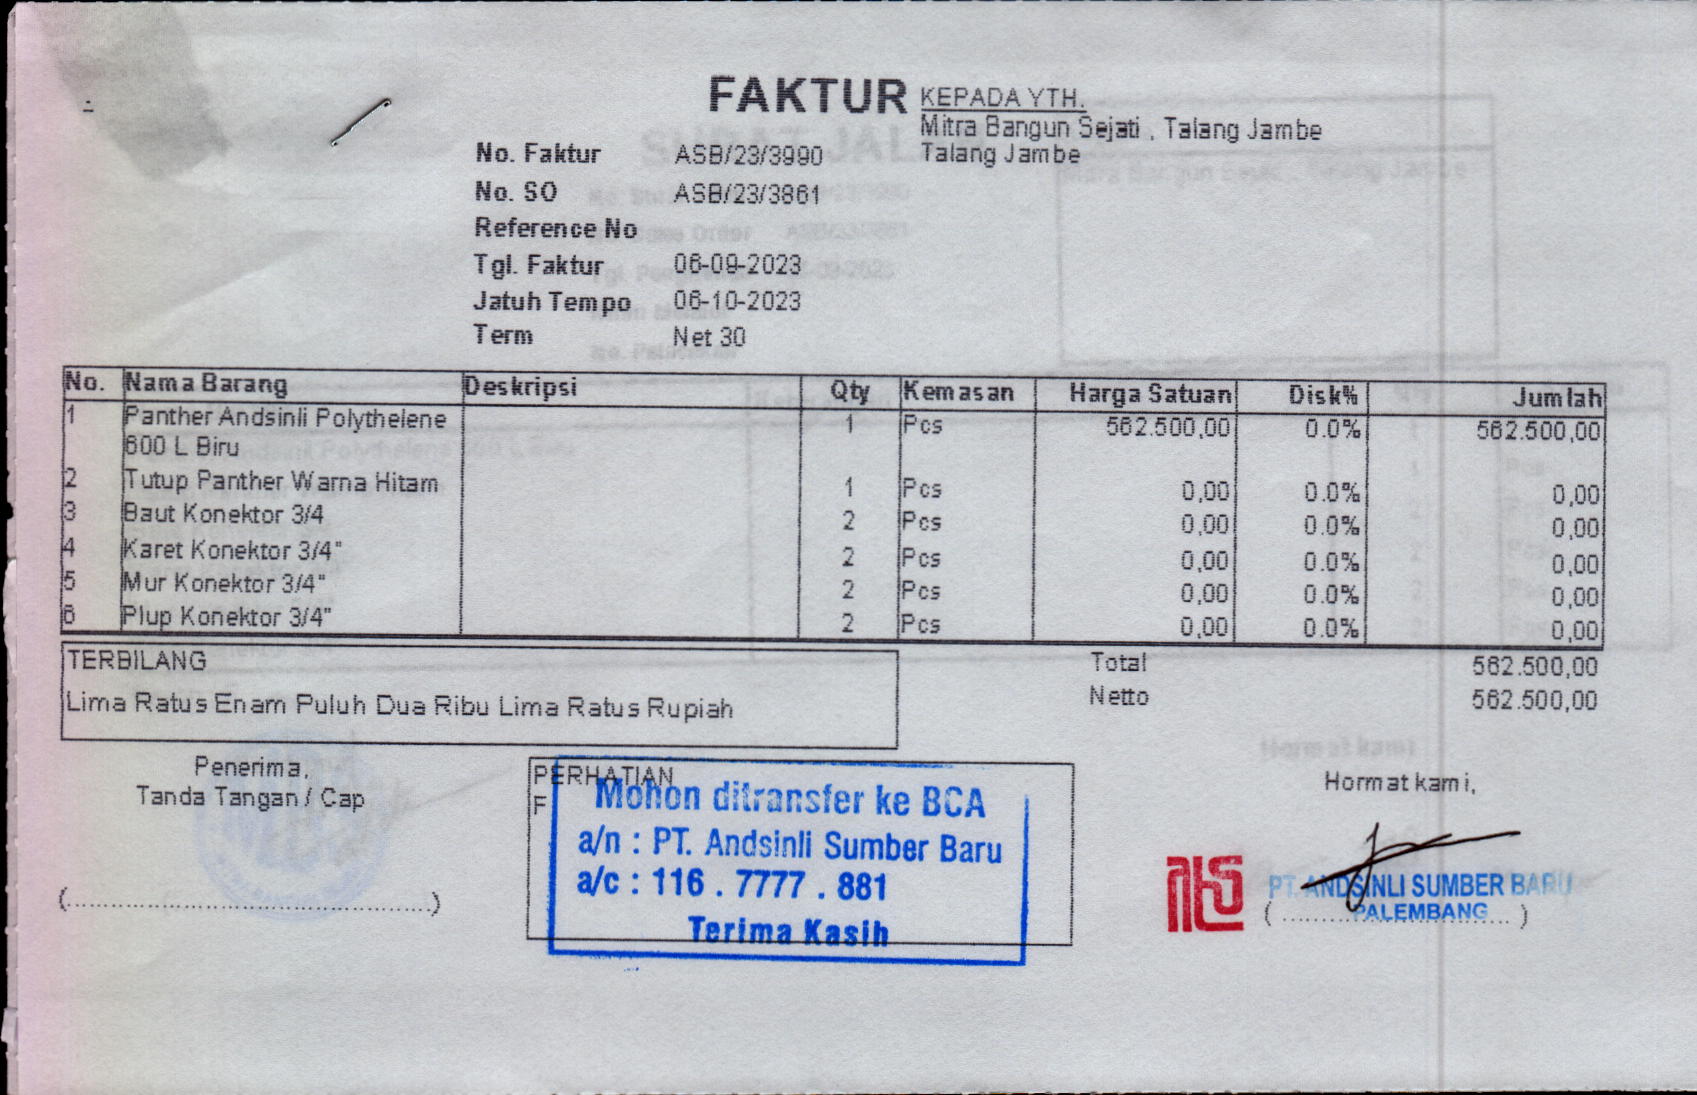 FAKTUR
KEPADA YTH.
Mitra Bangun Sejati , Talang Jambe
Talang Jambe
No. Faktur ASB/23/3990
No. SO ASB/23/3861
Reference No
Tgl. Faktur 06-09-2023
Jatuh Tempo 06-10-2023
Term Net 30
No. Nama Barang Deskripsi Qty Kemasan Harga Satuan Disk% Jumlah
1 Panther Andsinli Polythelene 1 Pcs 562.500,00 0.0% 562.500,00
600 L Biru
2 Tutup Panther Warna Hitam 1 Pcs 0,00 0.0% 0,00
3 Baut Konektor 3/4 2 Pcs 0,00 0.0% 0,00
4 Karet Konektor 3/4" 2 Pcs 0,00 0.0% 0,00
5 Mur Konektor 3/4" 2 Pcs 0,00 0.0% 0,00
6 Plup Konektor 3/4" 2 Pcs 0,00 0.0% 0,00
TERBILANG
Lima Ratus Enam Puluh Dua Ribu Lima Ratus Rupiah
Total 562.500,00
Netto 562.500,00
Penerima,
Tanda Tangan / Cap
(..................................................)
PERHATIAN
F
Mohon ditransfer ke BCA
a/n : PT. Andsinli Sumber Baru
a/c : 116 . 7777 . 881
Terima Kasih
Hormat kami,
PT. ANDSINLI SUMBER BARU
PALEMBANG